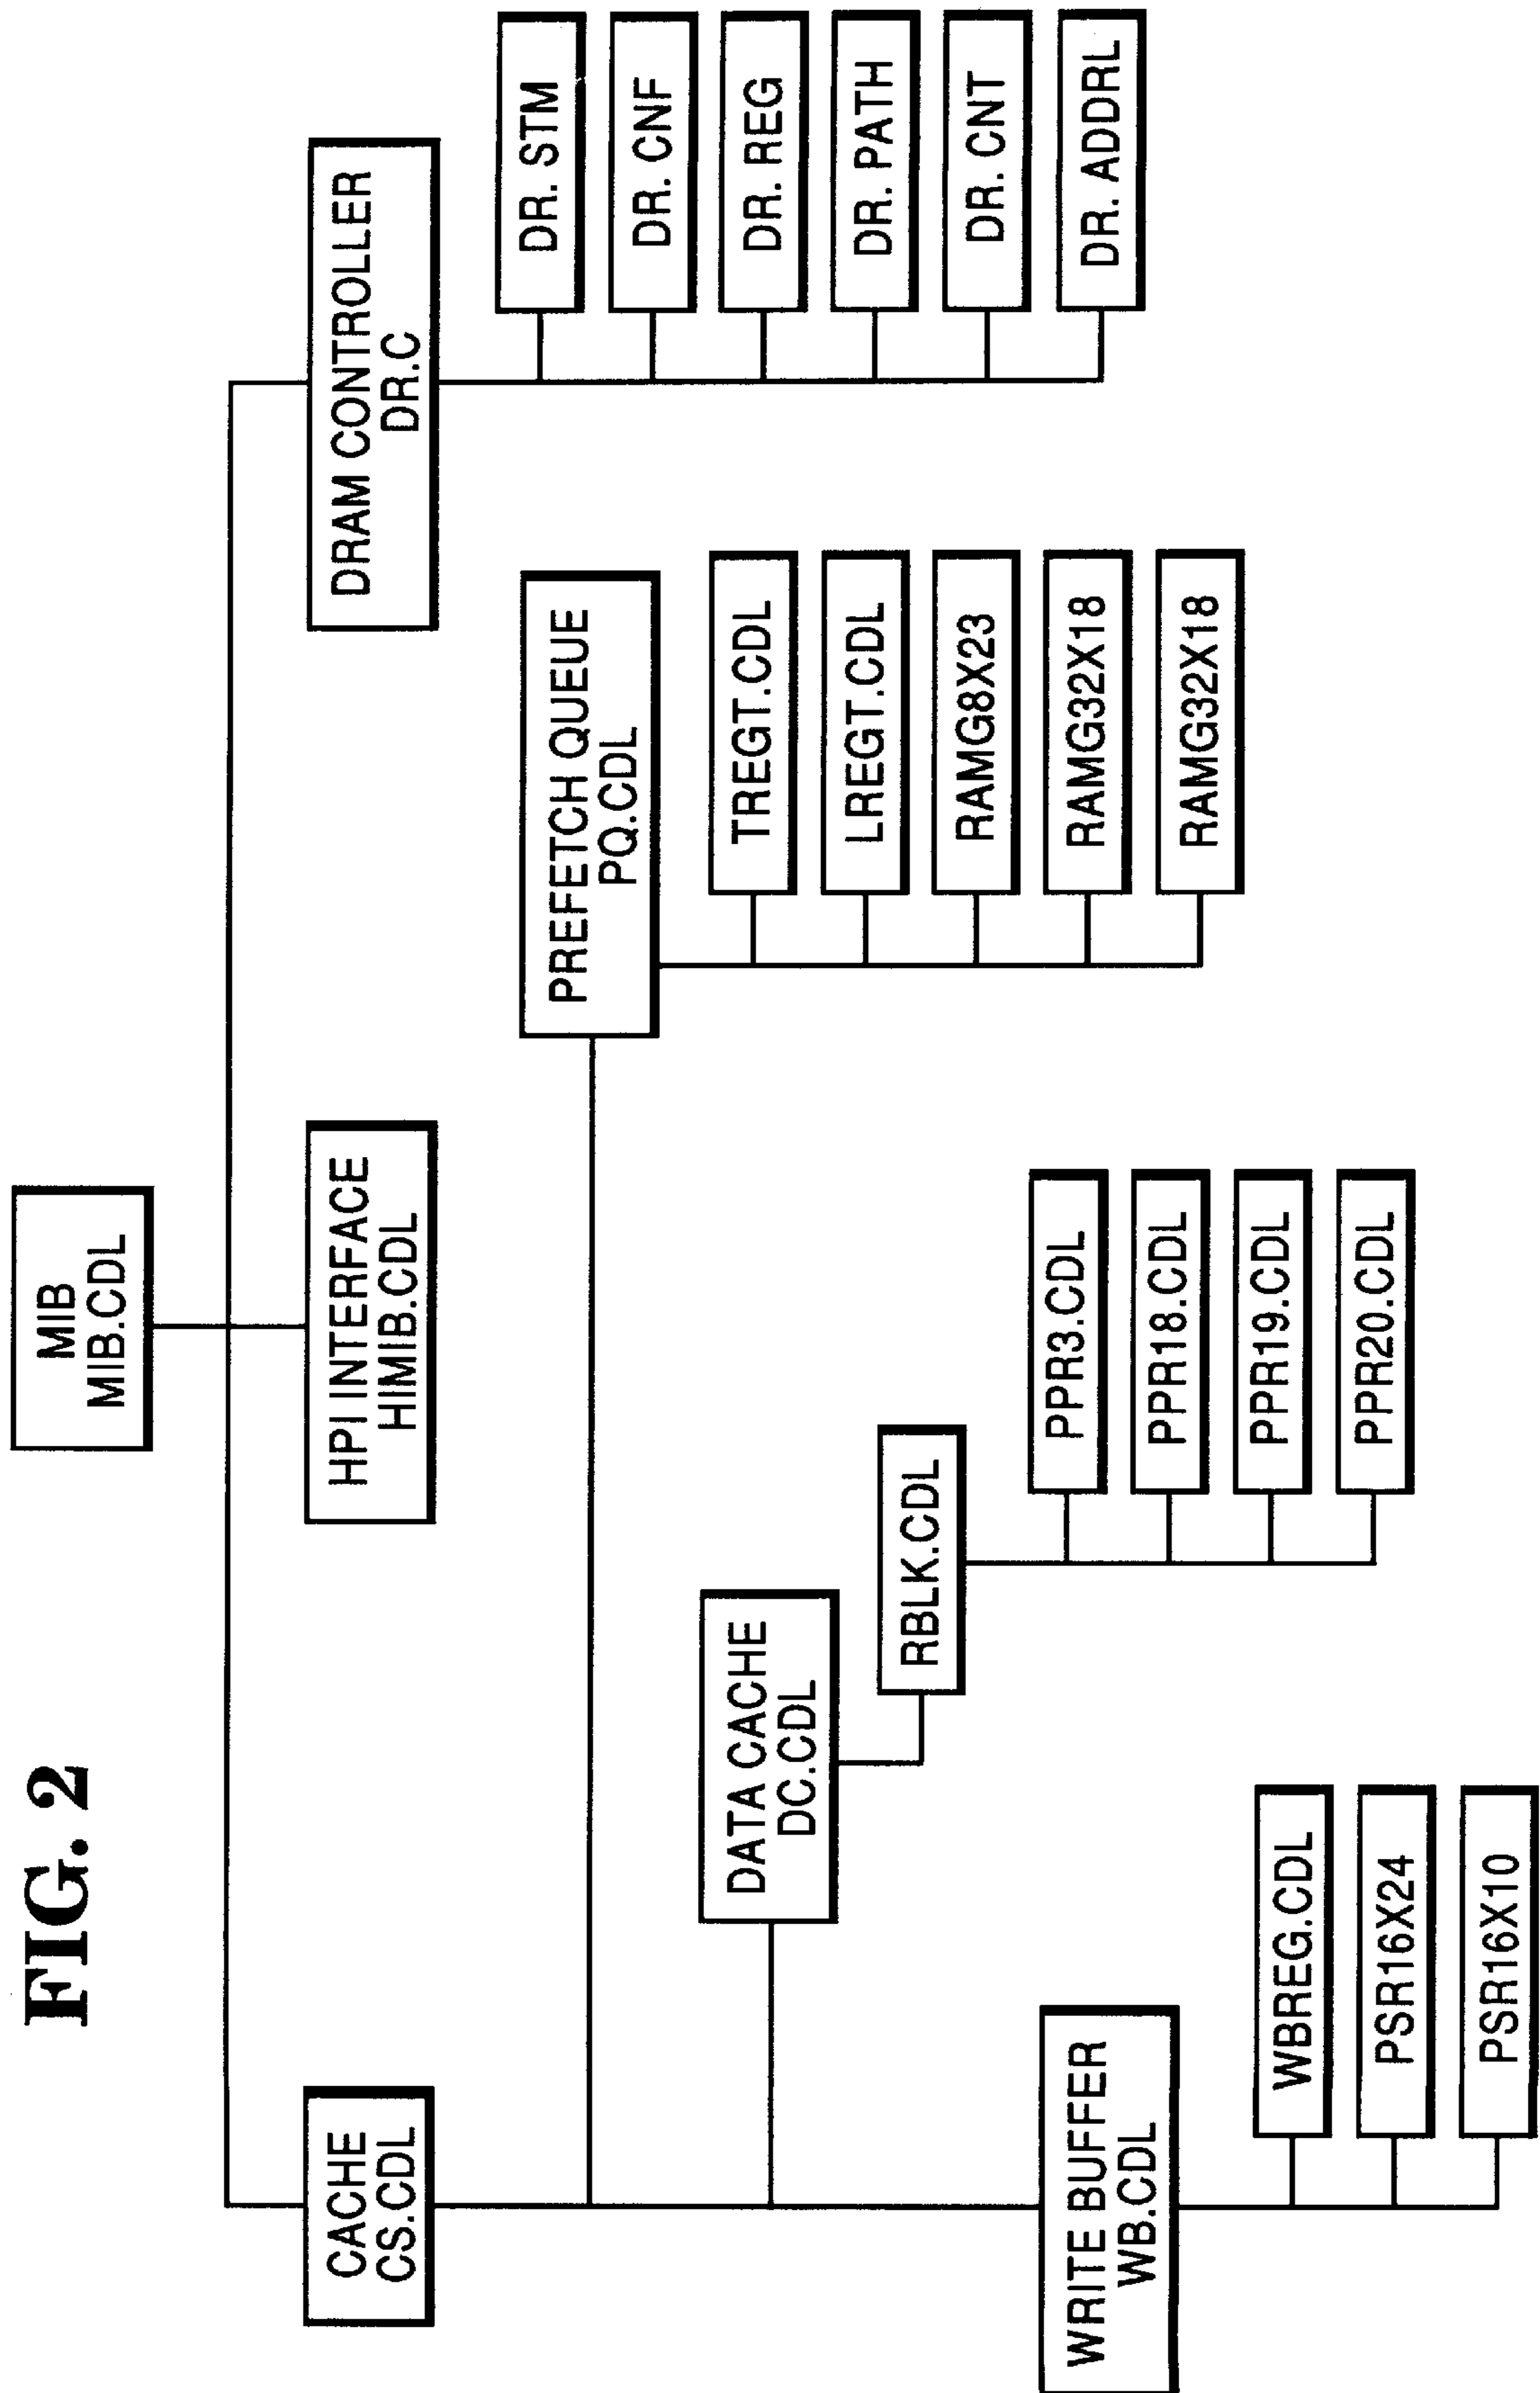 FIG. 2
MIB
MIB.CDL
CACHE
CS.CDL
HPI INTERFACE
HIMIB.CDL
DRAM CONTROLLER
DR.C
DR. STM
DR. CNF
DR. REG
DR. PATH
DR. CNT
DR. ADDRL
PREFETCH QUEUE
PQ.CDL
TREGT.CDL
LREGT.CDL
RAMG8X23
RAMG32X18
RAMG32X18
DATA CACHE
DC.CDL
RBLK.CDL
PPR3.CDL
PPR18.CDL
PPR19.CDL
PPR20.CDL
WRITE BUFFER
WB.CDL
WBREG.CDL
PSR16X24
PSR16X10